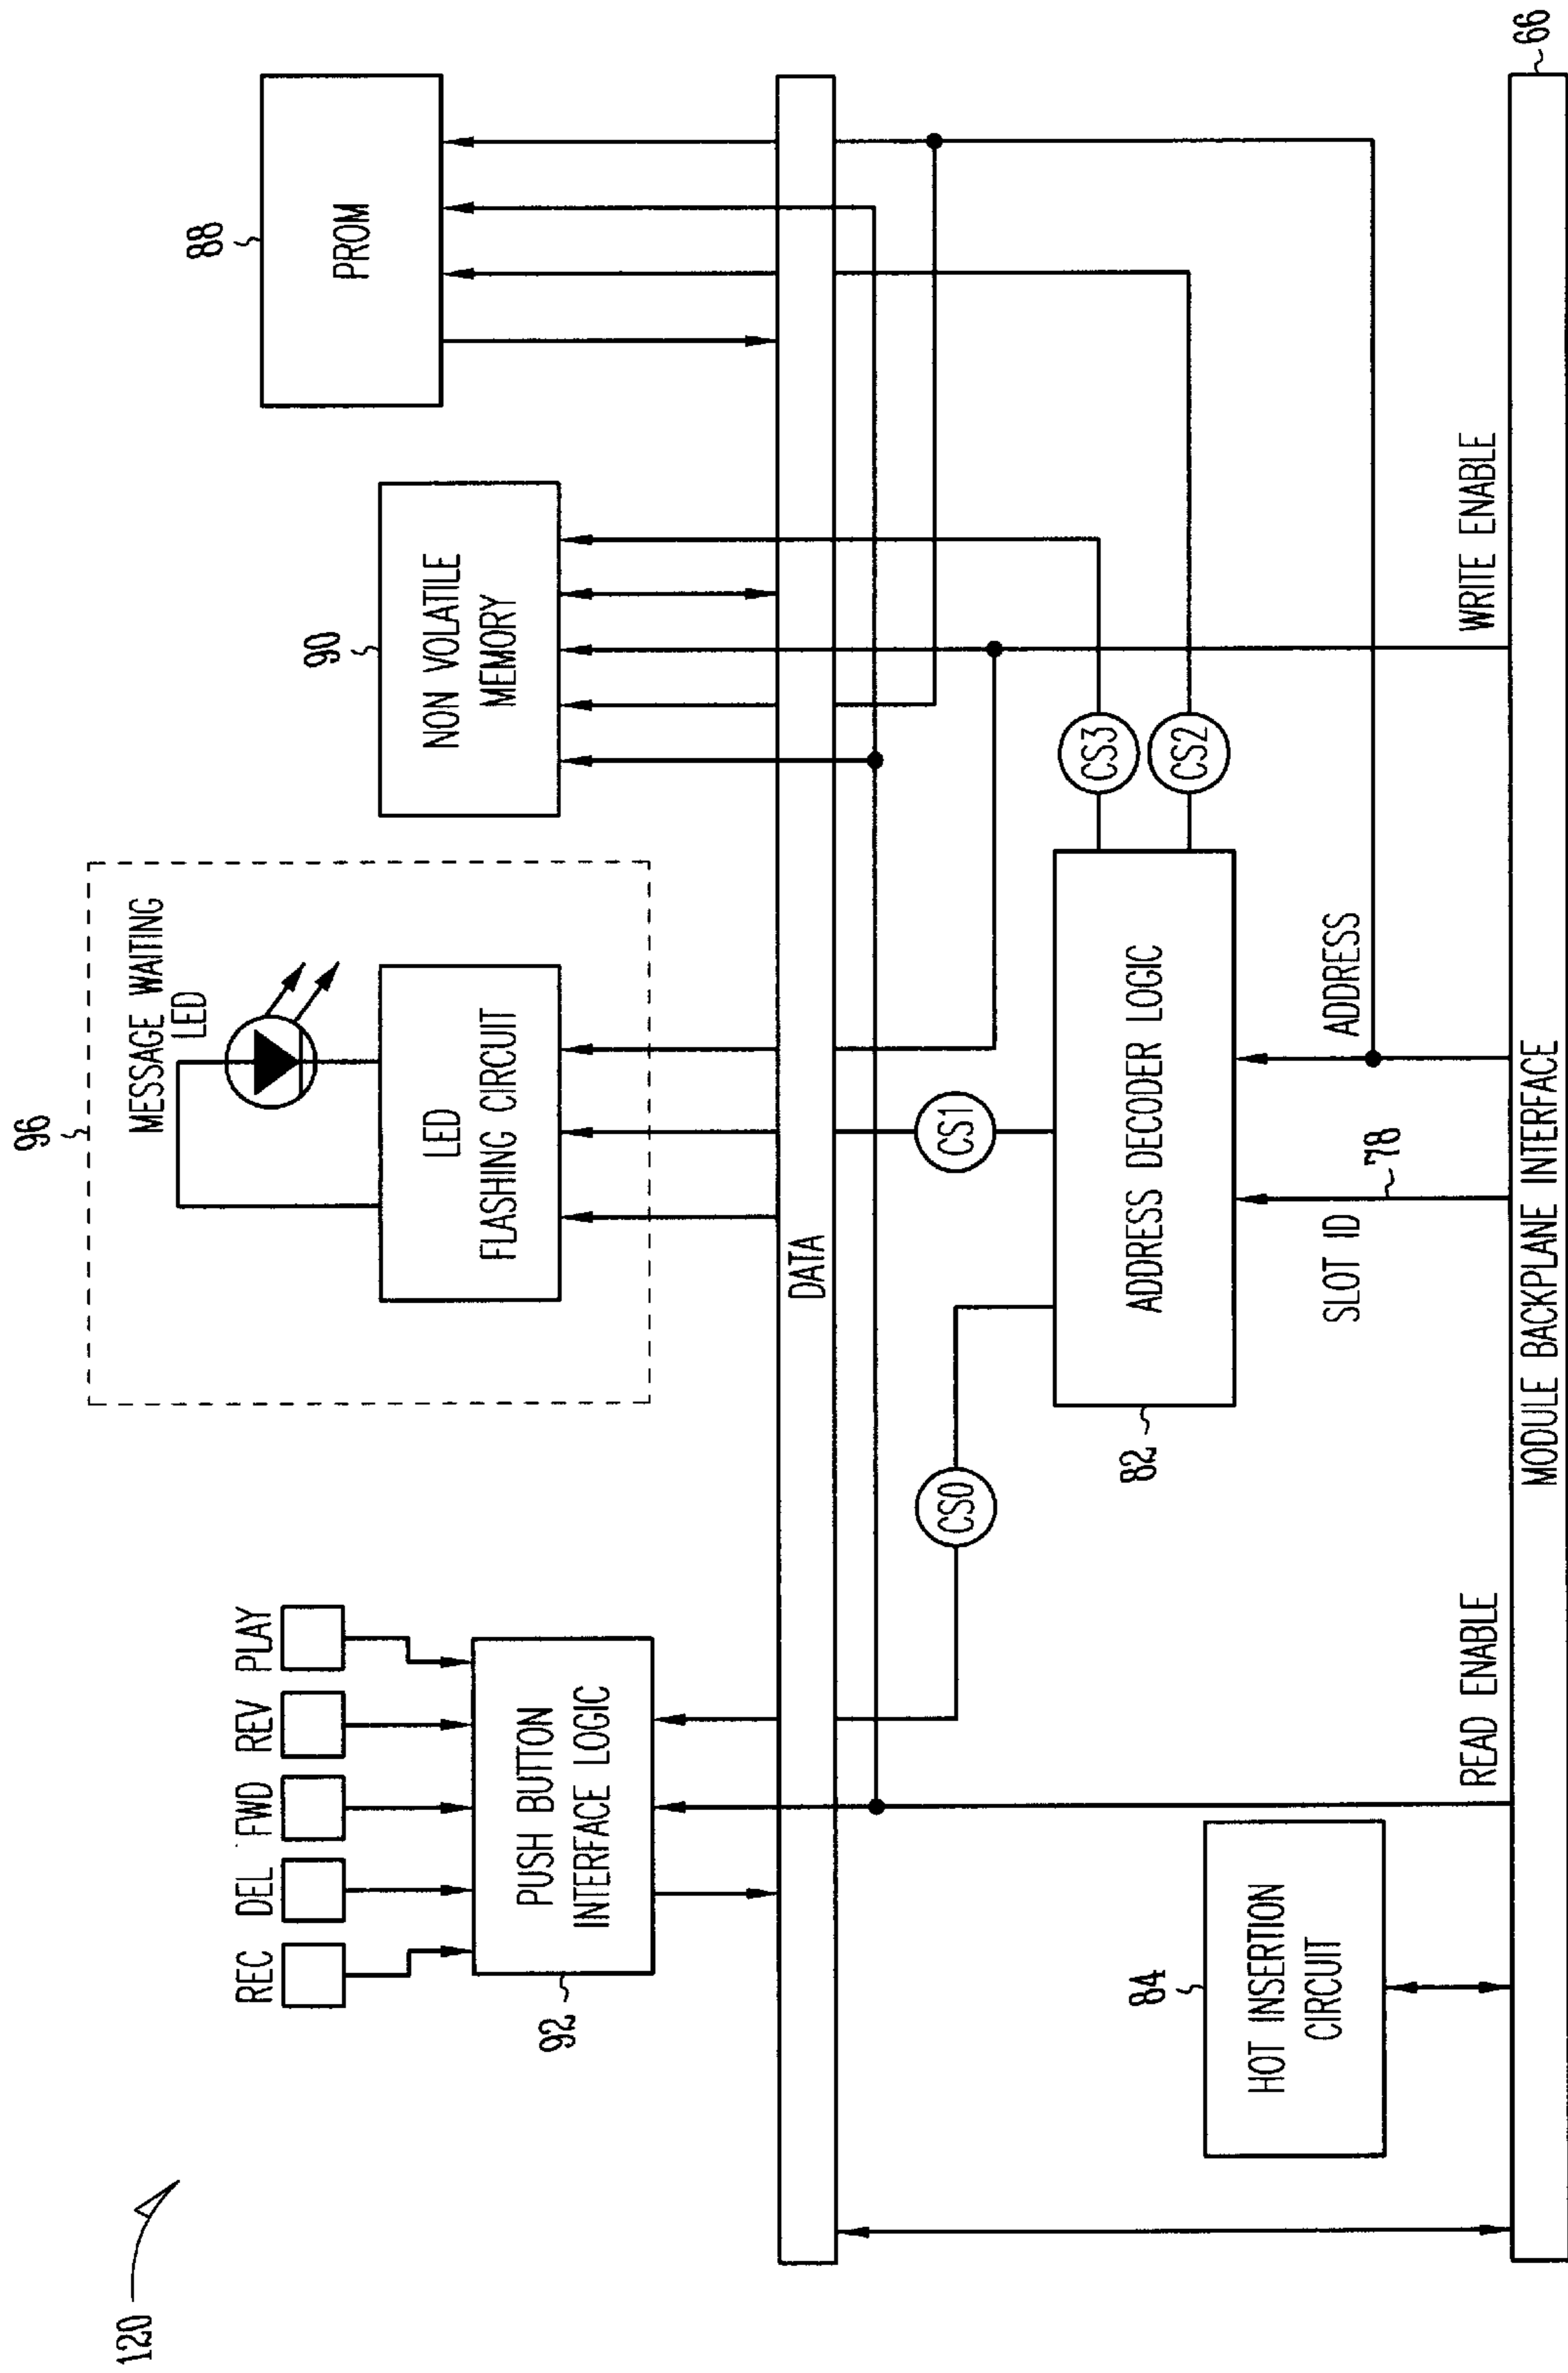 120
REC
DEL
FWD
REV
PLAY
PUSH BUTTON
INTERFACE LOGIC
92
96
MESSAGE WAITING
LED
LED
FLASHING CIRCUIT
90
NON VOLATILE
MEMORY
88
PROM
DATA
CS0
CS1
CS3
CS2
82
ADDRESS DECODER LOGIC
84
HOT INSERTION
CIRCUIT
READ ENABLE
SLOT ID
78
ADDRESS
WRITE ENABLE
MODULE BACKPLANE INTERFACE
66